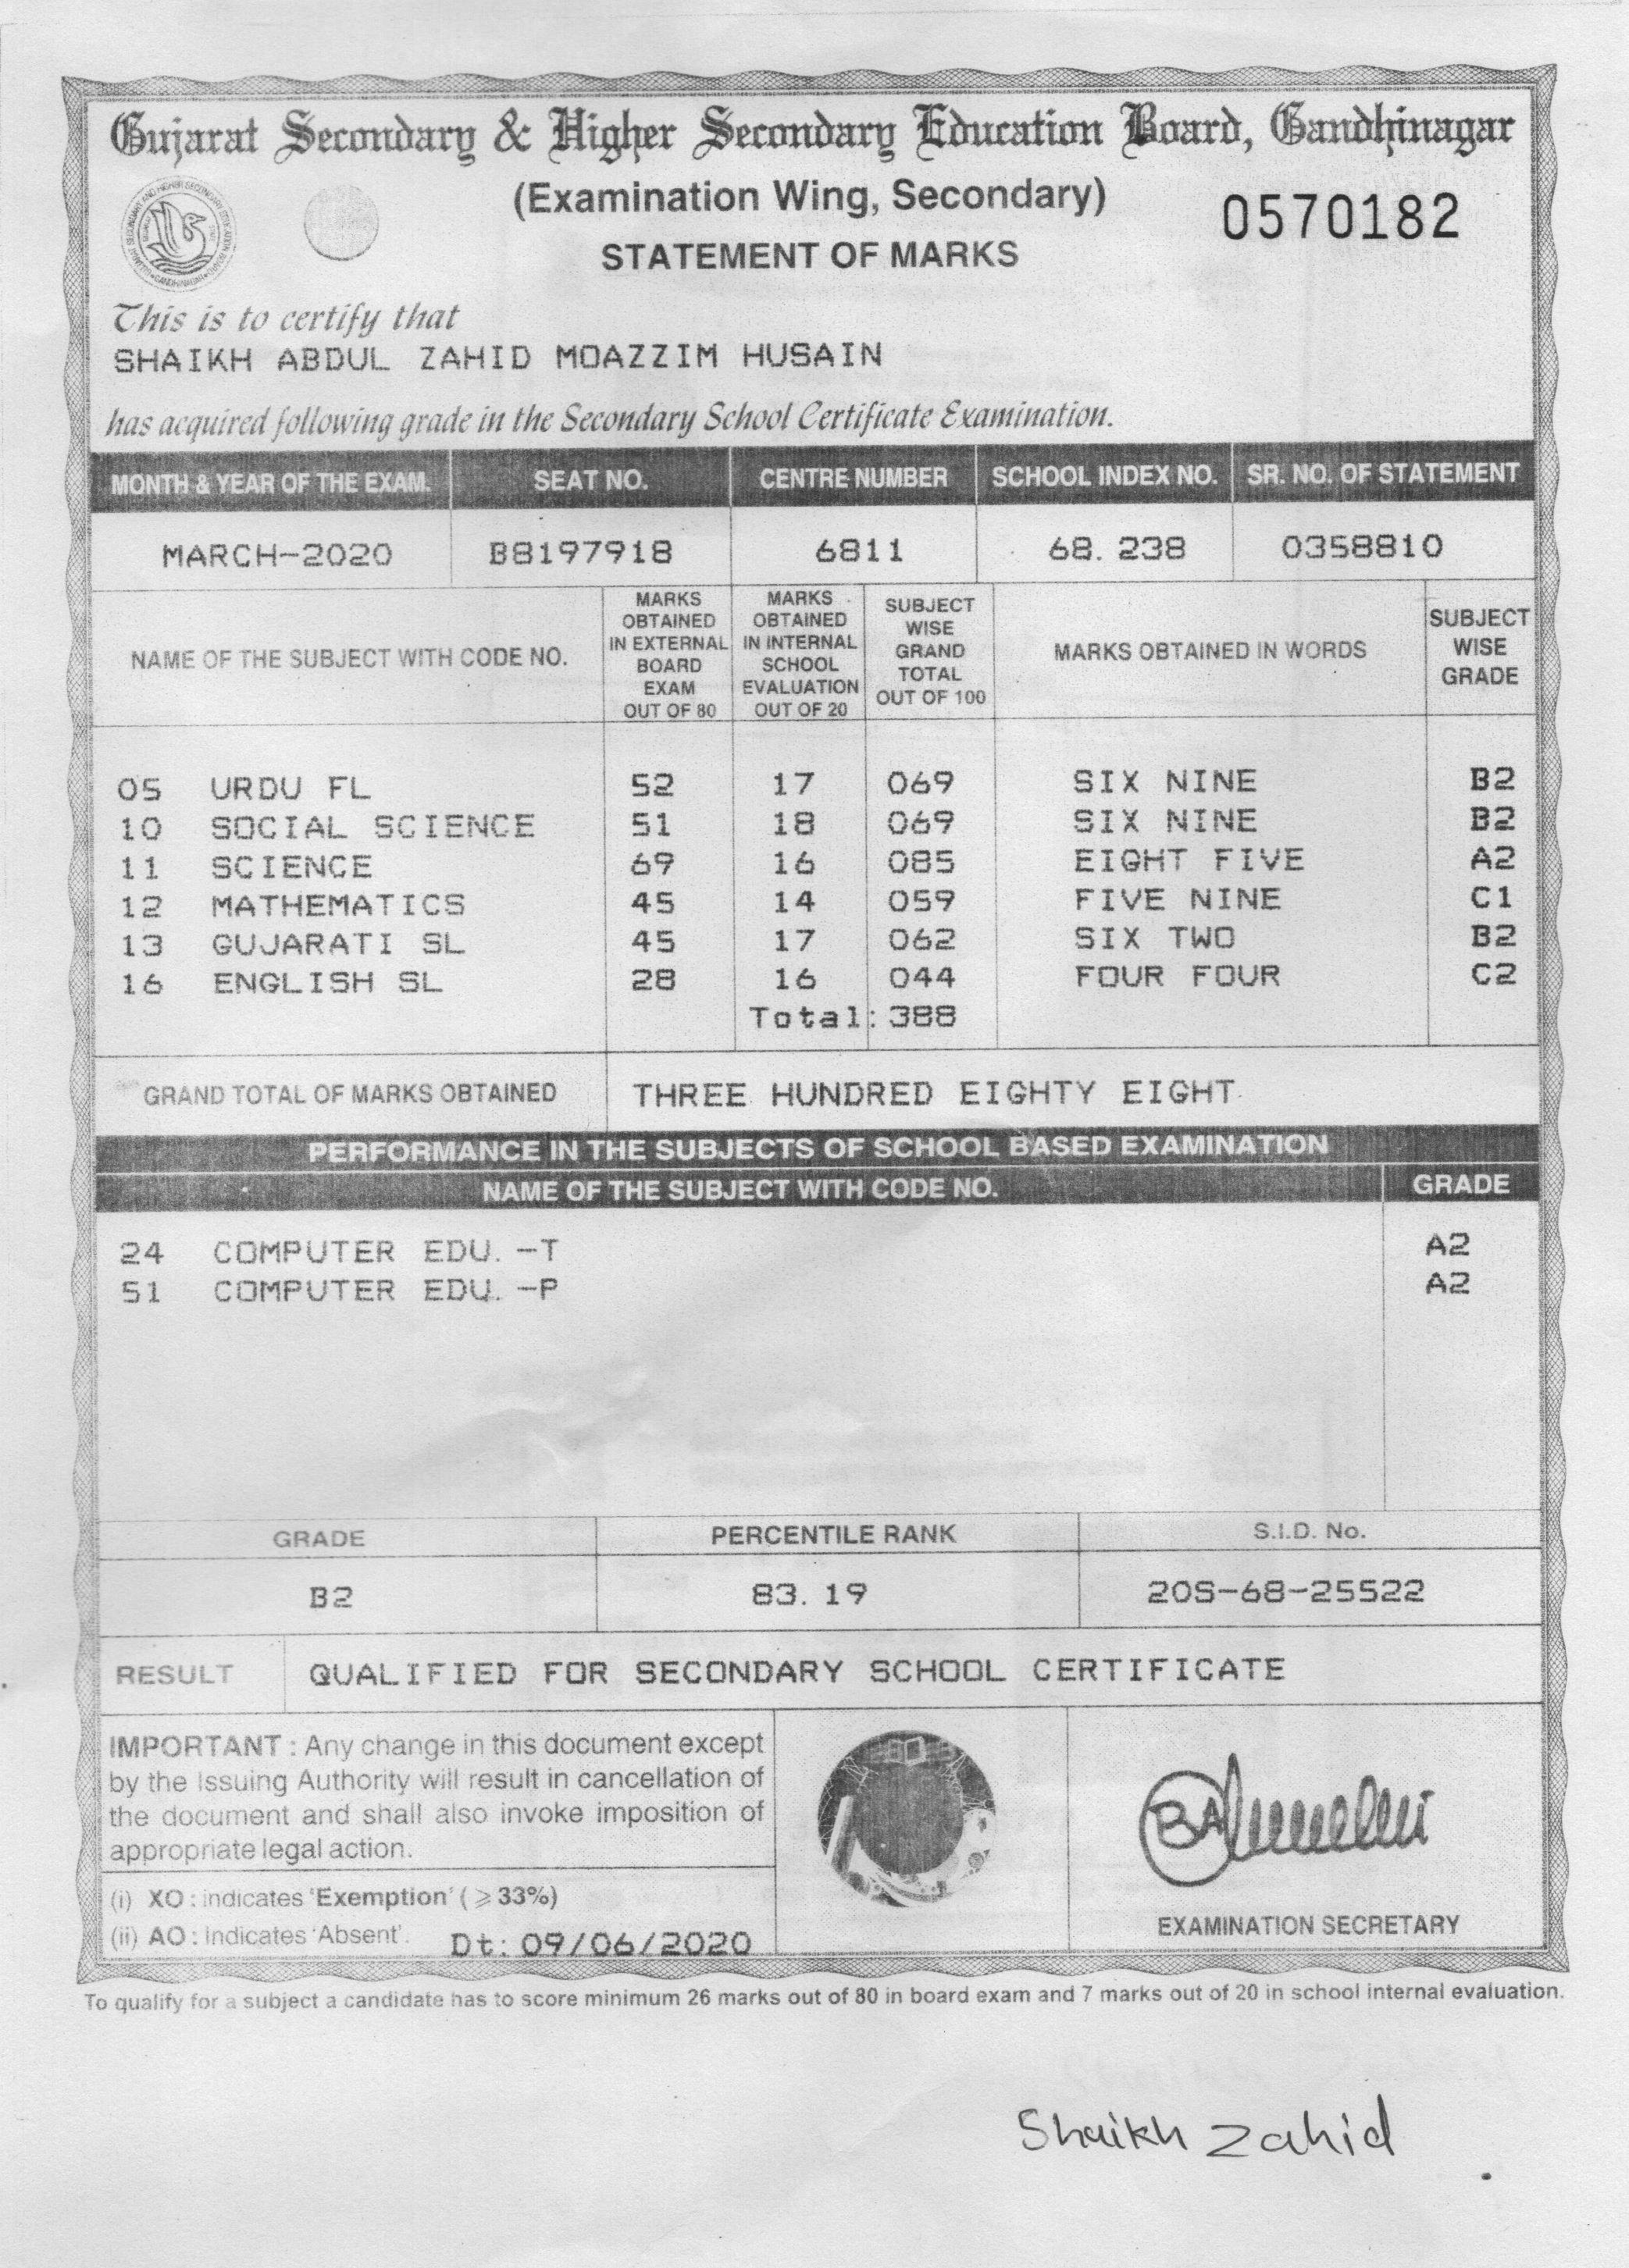 Gujarat Secondary & Higher Secondary Education Board, Gandhinagar
(Examination Wing, Secondary)
0570182
STATEMENT OF MARKS
This is to certify that
SHAIKH ABDUL ZAHID MOAZZIM HUSAIN
has acquired following grade in the Secondary School Certificate Examination.
MONTH & YEAR OF THE EXAM. SEAT NO. CENTRE NUMBER SCHOOL INDEX NO. SR. NO. OF STATEMENT
MARCH-2020 B8197918 6811 68.238 0358810
NAME OF THE SUBJECT WITH CODE NO. MARKS OBTAINED IN EXTERNAL BOARD EXAM OUT OF 80 MARKS OBTAINED IN INTERNAL SCHOOL EVALUATION OUT OF 20 SUBJECT WISE GRAND TOTAL OUT OF 100 MARKS OBTAINED IN WORDS SUBJECT WISE GRADE
05 URDU FL 52 17 069 SIX NINE B2
10 SOCIAL SCIENCE 51 18 069 SIX NINE B2
11 SCIENCE 69 16 085 EIGHT FIVE A2
12 MATHEMATICS 45 14 059 FIVE NINE C1
13 GUJARATI SL 45 17 062 SIX TWO B2
16 ENGLISH SL 28 16 044 FOUR FOUR C2
Total: 388
GRAND TOTAL OF MARKS OBTAINED THREE HUNDRED EIGHTY EIGHT
PERFORMANCE IN THE SUBJECTS OF SCHOOL BASED EXAMINATION
NAME OF THE SUBJECT WITH CODE NO. GRADE
24 COMPUTER EDU.-T A2
51 COMPUTER EDU.-P A2
GRADE PERCENTILE RANK S.I.D. No.
B2 83.19 20S-68-25522
RESULT QUALIFIED FOR SECONDARY SCHOOL CERTIFICATE
IMPORTANT : Any change in this document except
by the Issuing Authority will result in cancellation of
the document and shall also invoke imposition of
appropriate legal action.
(i) XO : indicates 'Exemption' (≥ 33%)
(ii) AO : Indicates 'Absent'. Dt: 09/06/2020
EXAMINATION SECRETARY
To qualify for a subject a candidate has to score minimum 26 marks out of 80 in board exam and 7 marks out of 20 in school internal evaluation.
Shaikh Zahid